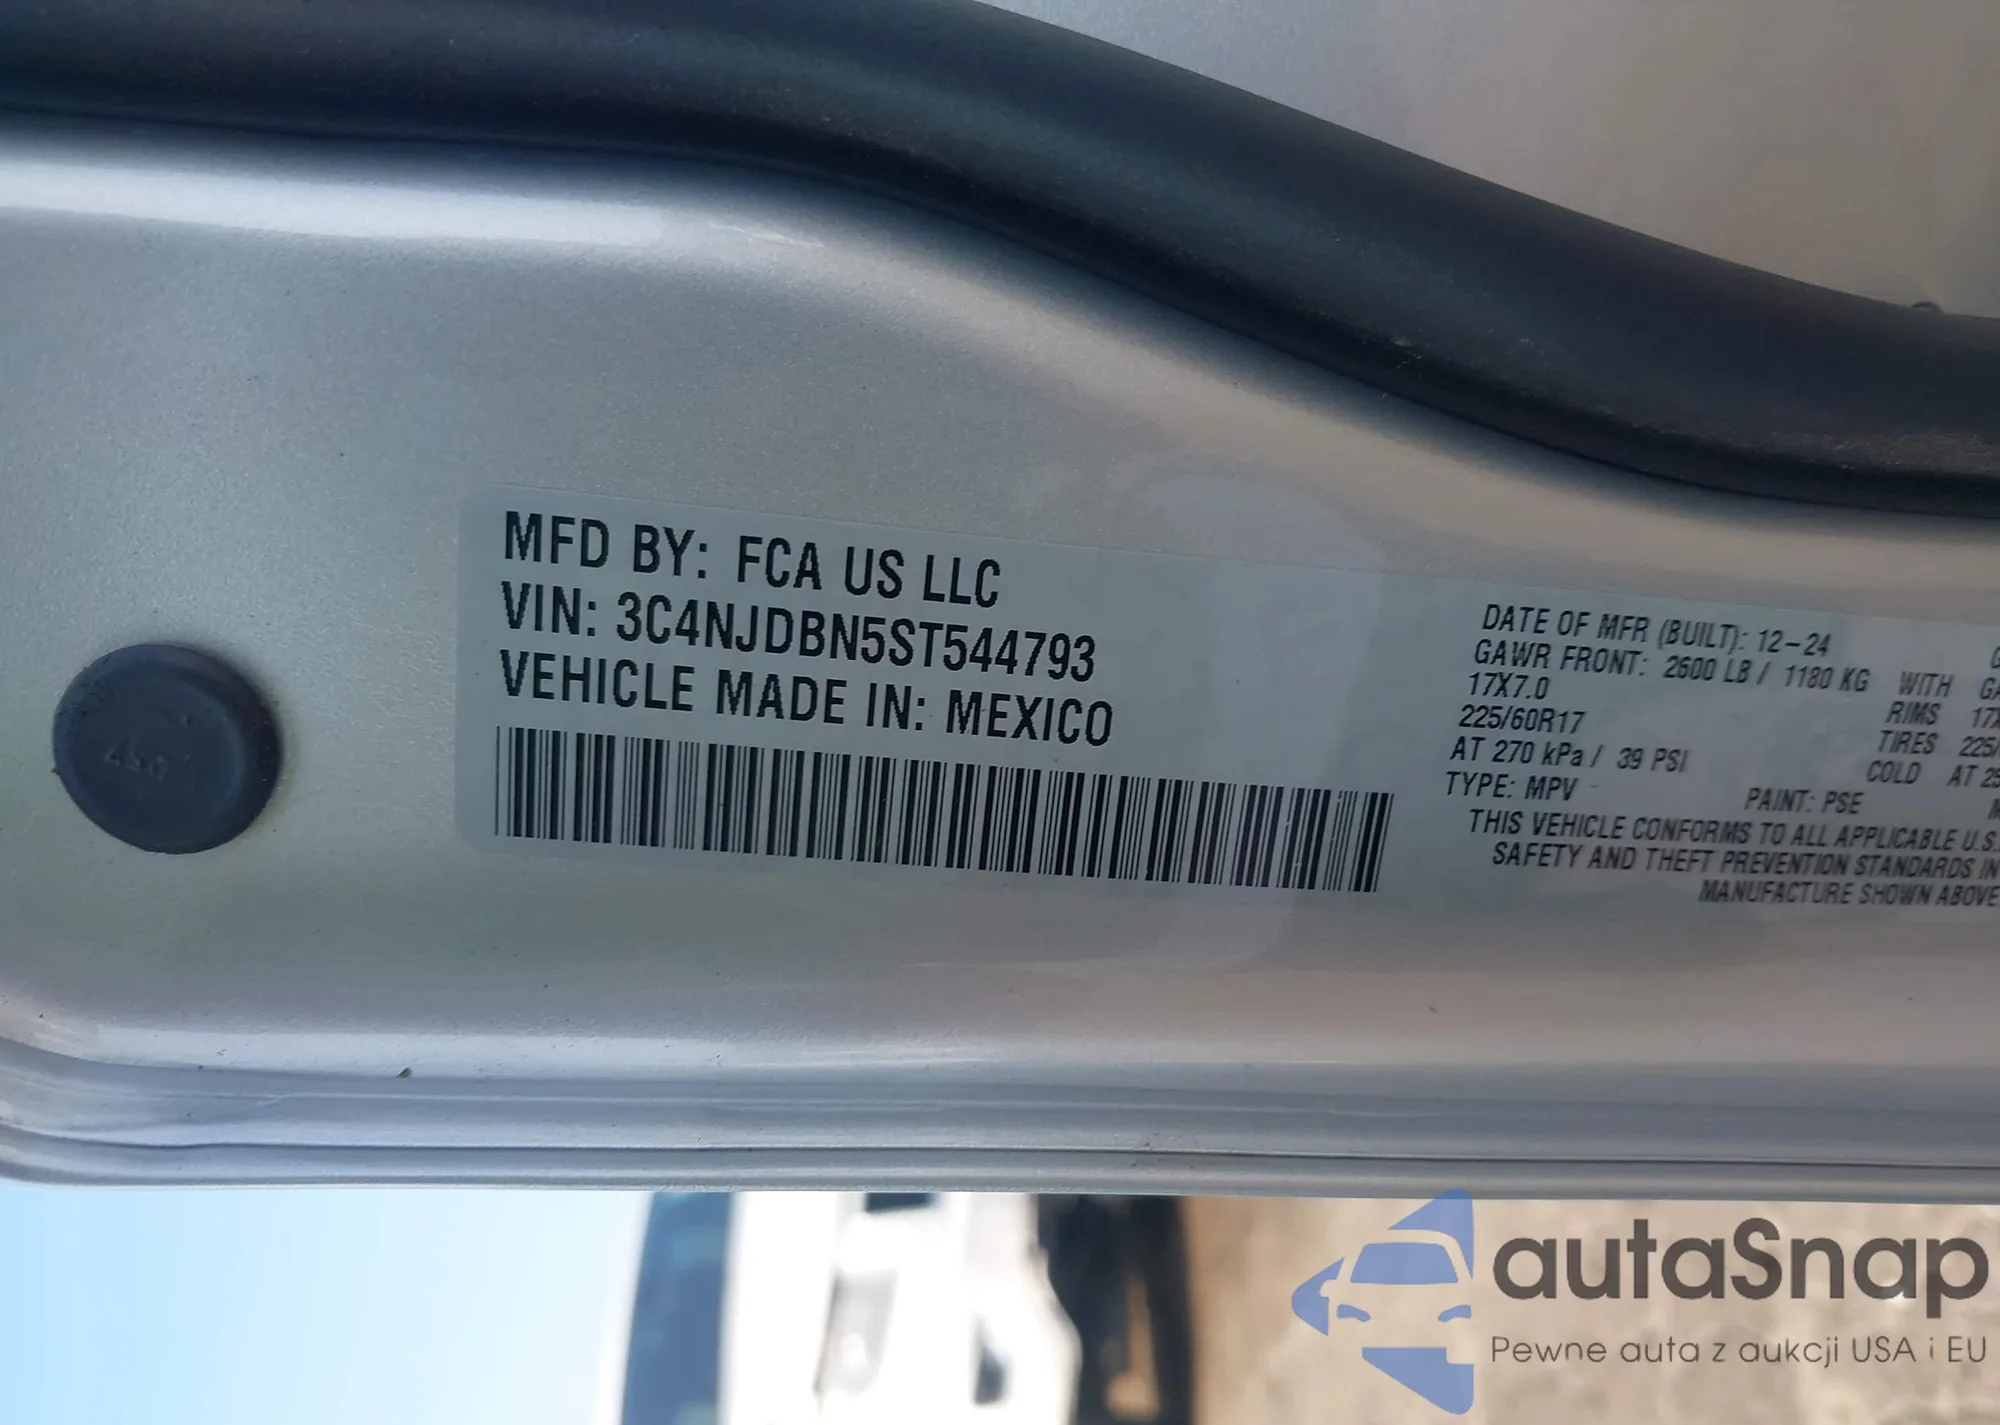 MFD BY: FCA US LLC
VIN: 3C4NJDBN5ST544793
VEHICLE MADE IN: MEXICO
DATE OF MFR (BUILT): 12-24
GAWR FRONT: 2600 LB / 1180 KG WITH
17X7.0 RIMS
225/60R17 TIRES
AT 270 kPa / 39 PSI COLD AT
TYPE: MPV PAINT: PSE
THIS VEHICLE CONFORMS TO ALL APPLICABLE U.S.
SAFETY AND THEFT PREVENTION STANDARDS IN
MANUFACTURE SHOWN ABOVE
autaSnap
Pewne auta z aukcji USA i EU